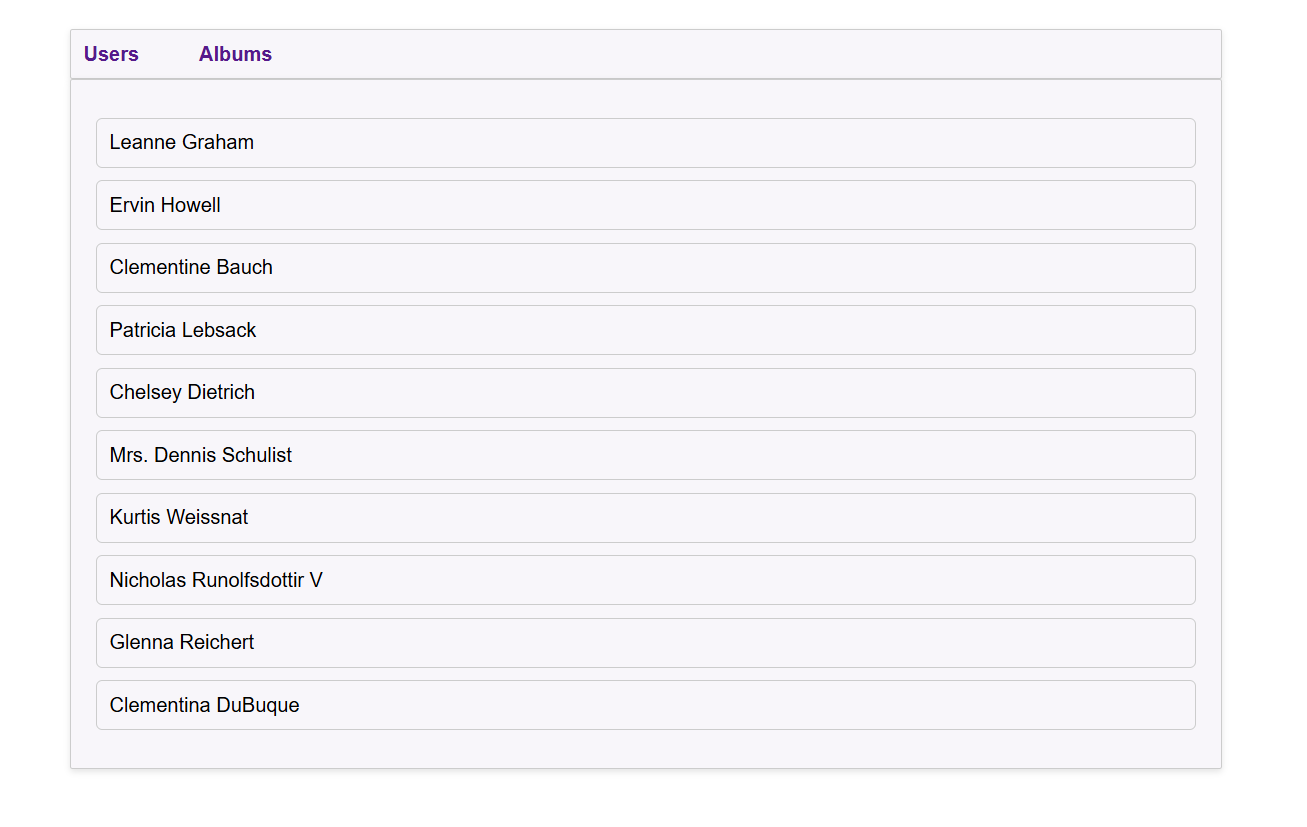 Users Albums
Leanne Graham
Ervin Howell
Clementine Bauch
Patricia Lebsack
Chelsey Dietrich
Mrs. Dennis Schulist
Kurtis Weissnat
Nicholas Runolfsdottir V
Glenna Reichert
Clementina DuBuque